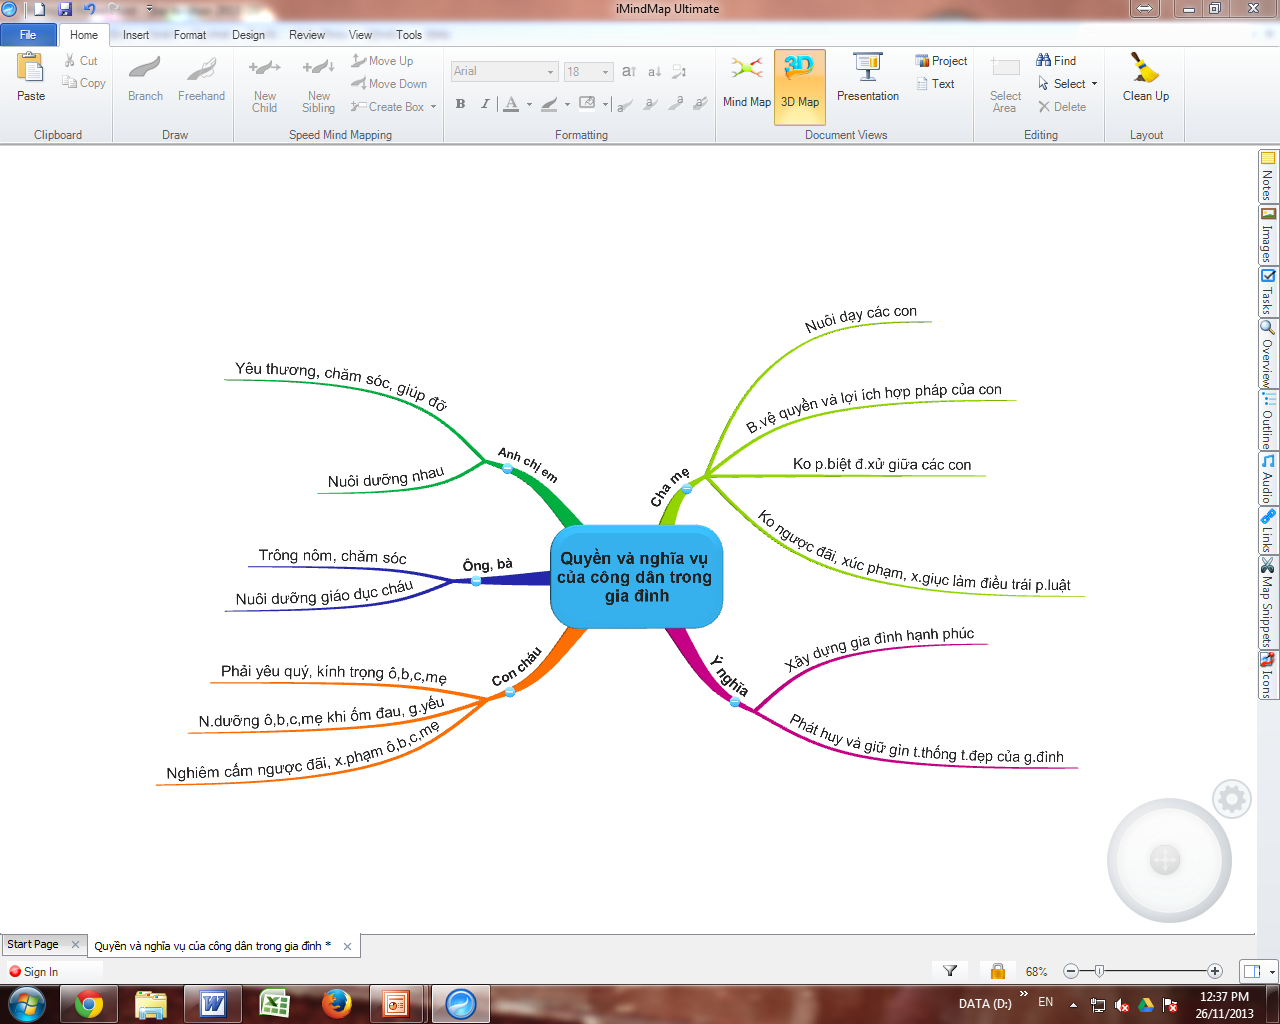 iMindMap Ultimate
File Home Insert Format Design Review View Tools
Paste
Cut
Copy
Clipboard
Branch
Freehand
Draw
New Child
New Sibling
Move Up
Move Down
Create Box
Speed Mind Mapping
Arial 18
B I A
Formatting
Mind Map
3D Map
Presentation
Project
Text
Document Views
Select Area
Find
Select
Delete
Editing
Clean Up
Layout
Notes
Images
Tasks
Overview
Outline
Audio
Links
Map Snippets
Icons
Quyền và nghĩa vụ
của công dân trong
gia đình
Cha mẹ
Nuôi dạy các con
B.vệ quyền và lợi ích hợp pháp của con
Ko p.biệt đ.xử giữa các con
Ko ngược đãi, xúc phạm, x.giục làm điều trái p.luật
Ý nghĩa
Xây dựng gia đình hạnh phúc
Phát huy và giữ gìn t.thống t.đẹp của g.đình
Con cháu
Phải yêu quý, kính trọng ô,b,c,mẹ
N.dưỡng ô,b,c,mẹ khi ốm đau, g.yếu
Nghiêm cấm ngược đãi, x.phạm ô,b,c,mẹ
Ông, bà
Trông nôm, chăm sóc
Nuôi dưỡng giáo dục cháu
Anh chị em
Yêu thương, chăm sóc, giúp đỡ
Nuôi dưỡng nhau
Start Page
Quyền và nghĩa vụ của công dân trong gia đình *
Sign In
68%
DATA (D:)
EN
12:37 PM
26/11/2013